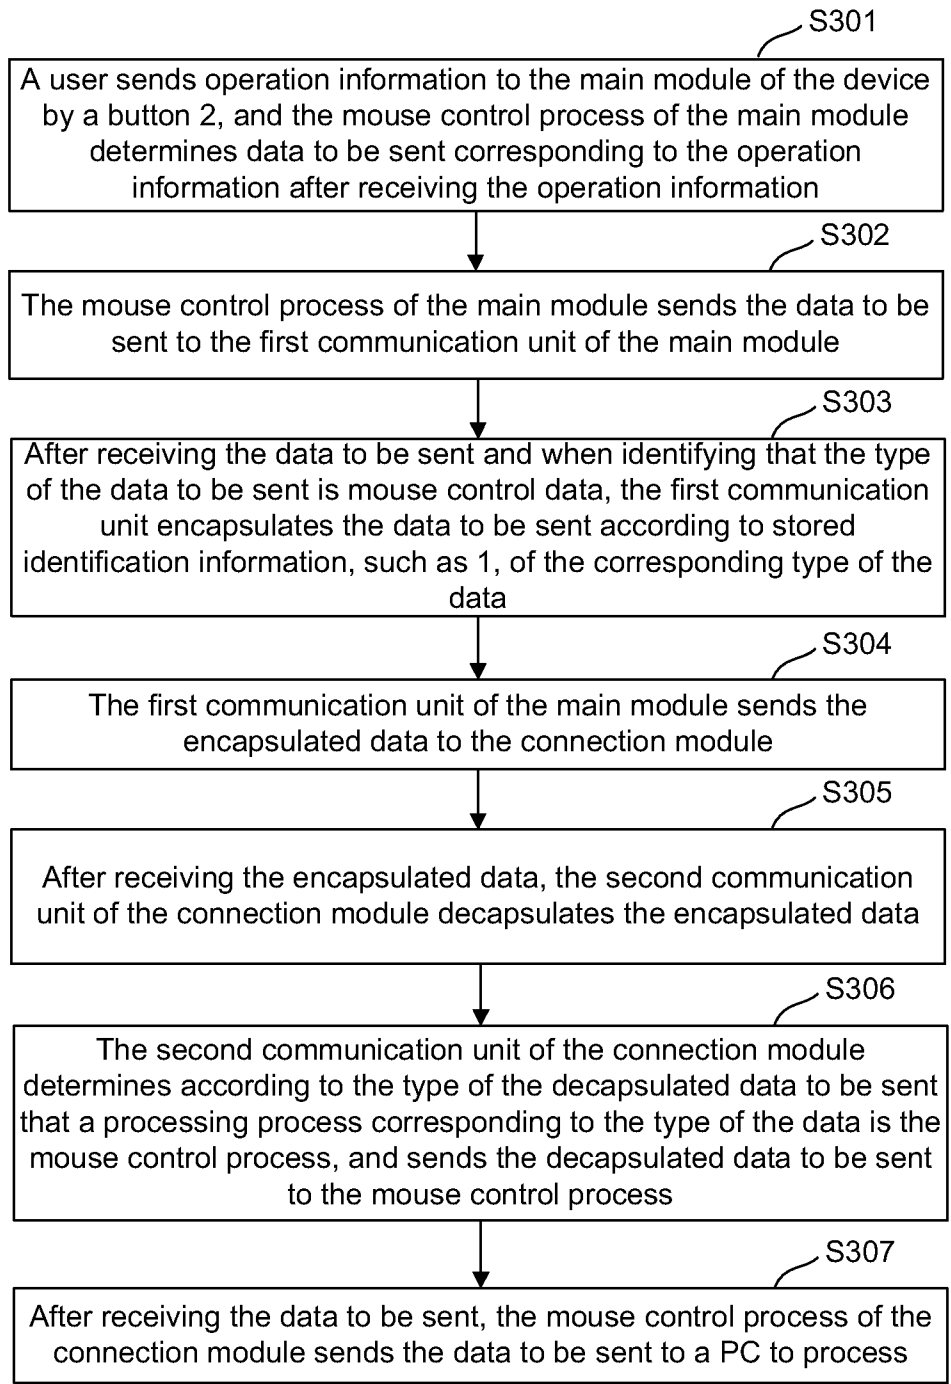 S301
A user sends operation information to the main module of the device
by a button 2, and the mouse control process of the main module
determines data to be sent corresponding to the operation
information after receiving the operation information
S302
The mouse control process of the main module sends the data to be
sent to the first communication unit of the main module
S303
After receiving the data to be sent and when identifying that the type
of the data to be sent is mouse control data, the first communication
unit encapsulates the data to be sent according to stored
identification information, such as 1, of the corresponding type of the
data
S304
The first communication unit of the main module sends the
encapsulated data to the connection module
S305
After receiving the encapsulated data, the second communication
unit of the connection module decapsulates the encapsulated data
S306
The second communication unit of the connection module
determines according to the type of the decapsulated data to be sent
that a processing process corresponding to the type of the data is the
mouse control process, and sends the decapsulated data to be sent
to the mouse control process
S307
After receiving the data to be sent, the mouse control process of the
connection module sends the data to be sent to a PC to process